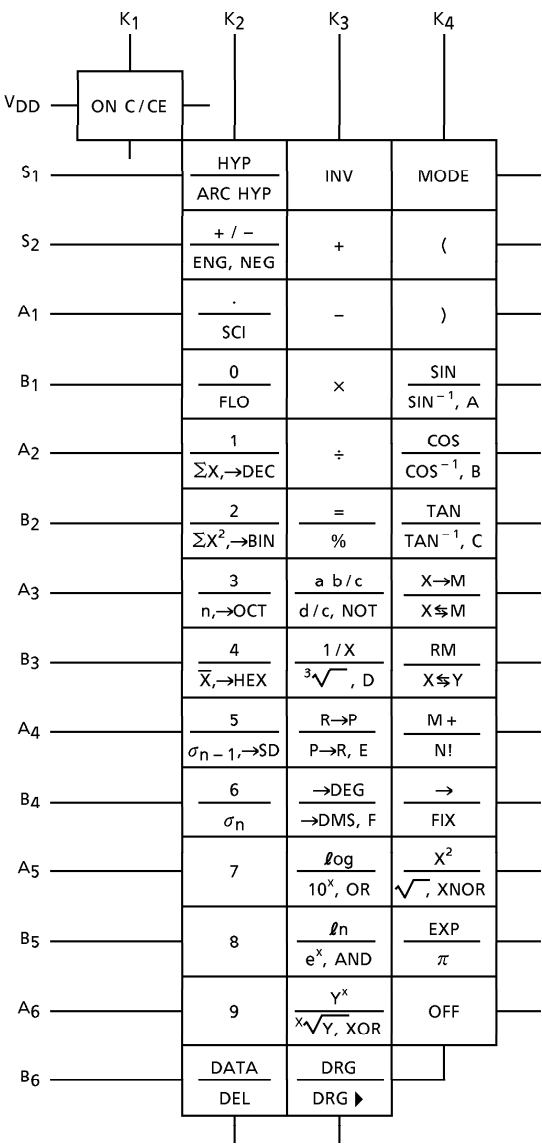 K1 K2 K3 K4
VDD ON C/CE
S1 HYP INV MODE
ARC HYP
S2 + / − + (
ENG, NEG
A1 . − )
SCI
B1 0 × SIN
FLO SIN⁻¹, A
A2 1 ÷ COS
ΣX,→DEC COS⁻¹, B
B2 2 = TAN
ΣX²,→BIN % TAN⁻¹, C
A3 3 a b/c X→M
n,→OCT d/c, NOT X⇆M
B3 4 1/X RM
X̅,→HEX ³√ , D X⇆Y
A4 5 R→P M+
σn−1,→SD P→R, E N!
B4 6 →DEG →
σn →DMS, F FIX
A5 7 ℓog X²
10ˣ, OR √ , XNOR
B5 8 ℓn EXP
eˣ, AND π
A6 9 Yˣ OFF
ˣ√Y, XOR
B6 DATA DRG
DEL DRG▶